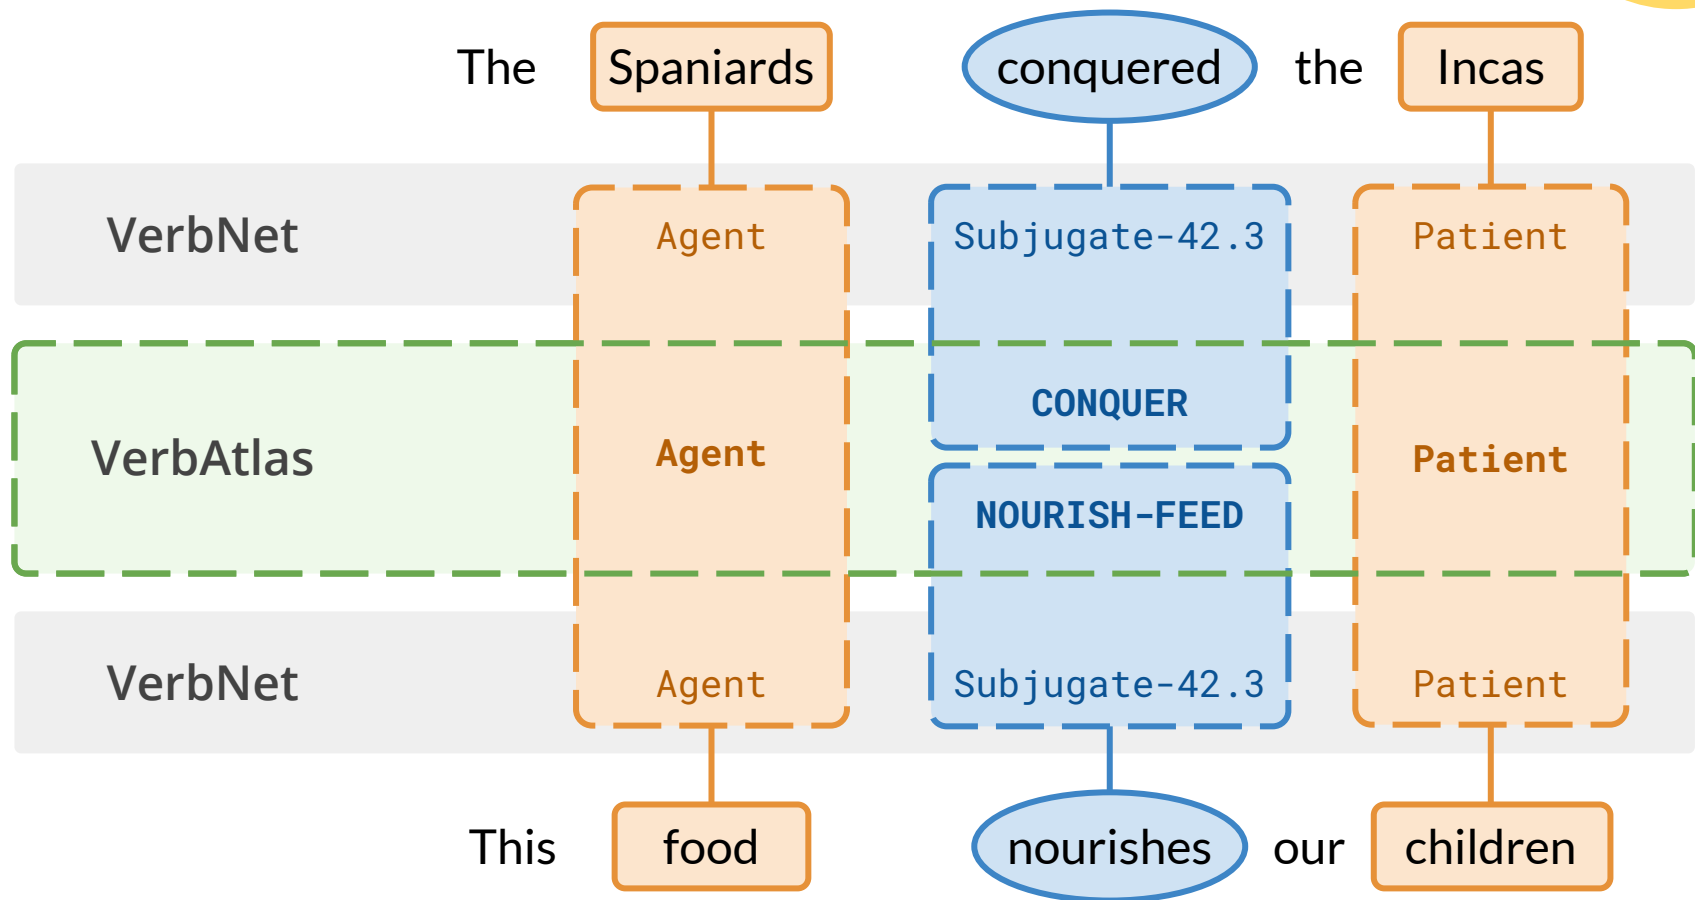 The Spaniards conquered the Incas
VerbNet Agent Subjugate-42.3 Patient
CONQUER
VerbAtlas Agent Patient
NOURISH-FEED
VerbNet Agent Subjugate-42.3 Patient
This food nourishes our children